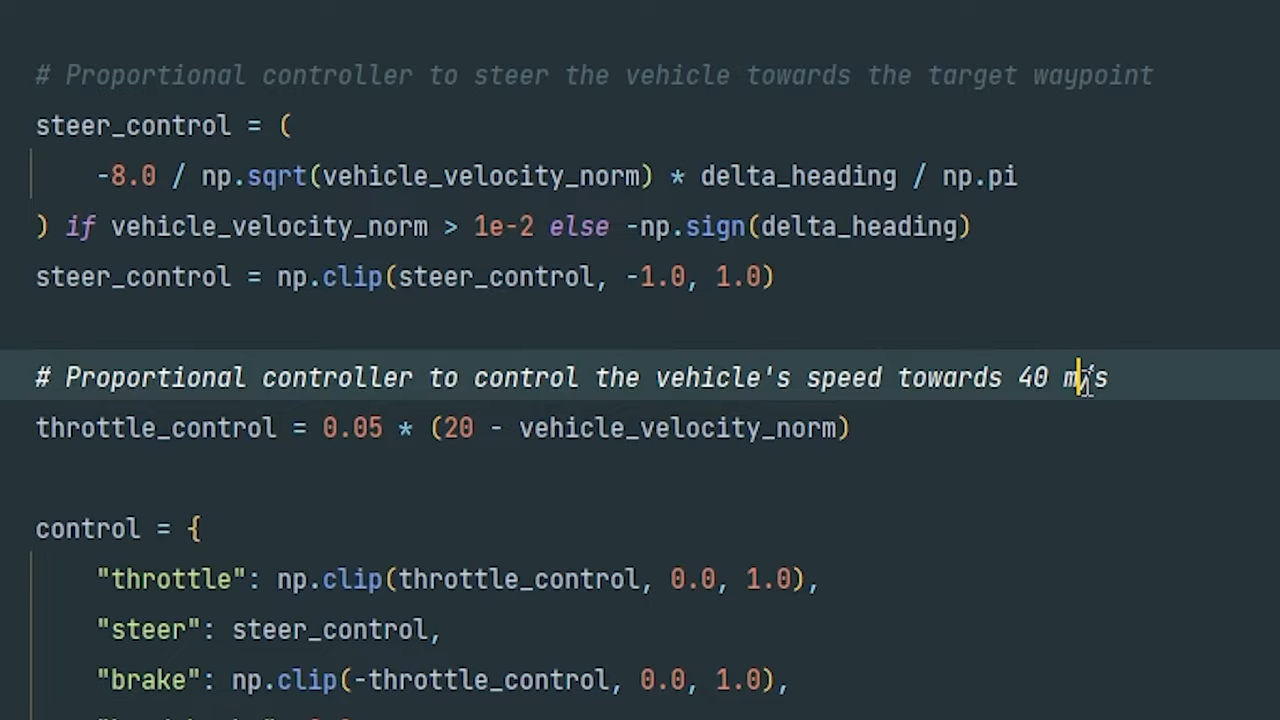 # Proportional controller to steer the vehicle towards the target waypoint
steer_control = (
    -8.0 / np.sqrt(vehicle_velocity_norm) * delta_heading / np.pi
) if vehicle_velocity_norm > 1e-2 else -np.sign(delta_heading)
steer_control = np.clip(steer_control, -1.0, 1.0)
# Proportional controller to control the vehicle's speed towards 40 m/s
throttle_control = 0.05 * (20 - vehicle_velocity_norm)
control = {
    "throttle": np.clip(throttle_control, 0.0, 1.0),
    "steer": steer_control,
    "brake": np.clip(-throttle_control, 0.0, 1.0),